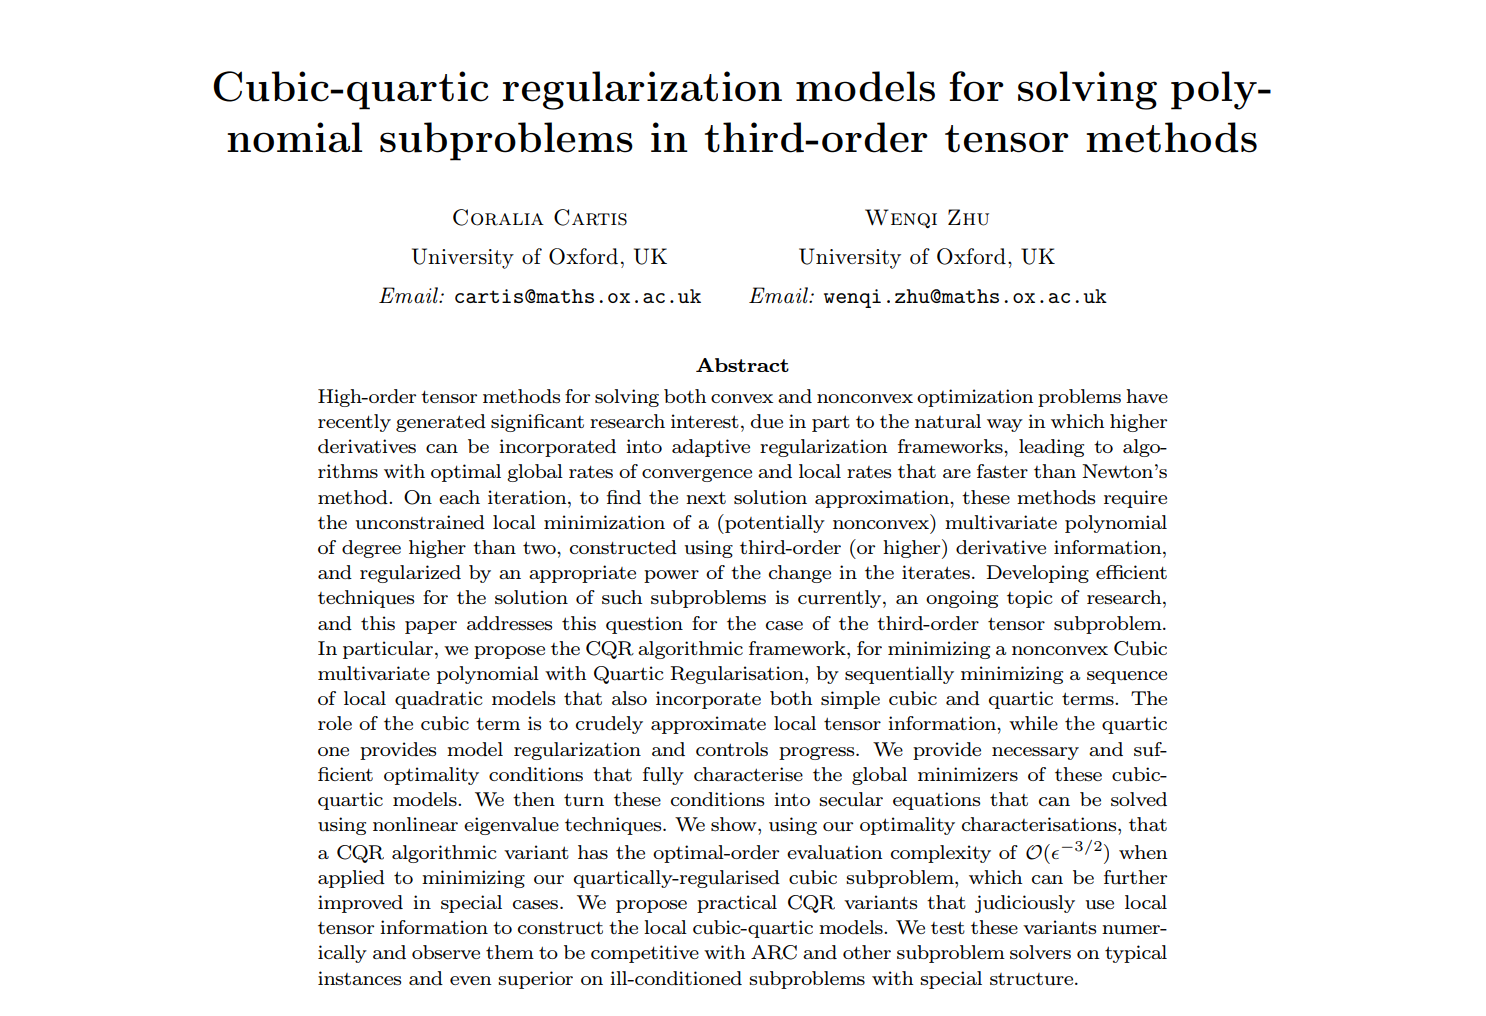 Cubic-quartic regularization models for solving poly-
nomial subproblems in third-order tensor methods
Coralia Cartis Wenqi Zhu
University of Oxford, UK University of Oxford, UK
Email: cartis@maths.ox.ac.uk Email: wenqi.zhu@maths.ox.ac.uk
Abstract
High-order tensor methods for solving both convex and nonconvex optimization problems have
recently generated significant research interest, due in part to the natural way in which higher
derivatives can be incorporated into adaptive regularization frameworks, leading to algo-
rithms with optimal global rates of convergence and local rates that are faster than Newton's
method. On each iteration, to find the next solution approximation, these methods require
the unconstrained local minimization of a (potentially nonconvex) multivariate polynomial
of degree higher than two, constructed using third-order (or higher) derivative information,
and regularized by an appropriate power of the change in the iterates. Developing efficient
techniques for the solution of such subproblems is currently, an ongoing topic of research,
and this paper addresses this question for the case of the third-order tensor subproblem.
In particular, we propose the CQR algorithmic framework, for minimizing a nonconvex Cubic
multivariate polynomial with Quartic Regularisation, by sequentially minimizing a sequence
of local quadratic models that also incorporate both simple cubic and quartic terms. The
role of the cubic term is to crudely approximate local tensor information, while the quartic
one provides model regularization and controls progress. We provide necessary and suf-
ficient optimality conditions that fully characterise the global minimizers of these cubic-
quartic models. We then turn these conditions into secular equations that can be solved
using nonlinear eigenvalue techniques. We show, using our optimality characterisations, that
a CQR algorithmic variant has the optimal-order evaluation complexity of 𝒪(ϵ^{−3/2}) when
applied to minimizing our quartically-regularised cubic subproblem, which can be further
improved in special cases. We propose practical CQR variants that judiciously use local
tensor information to construct the local cubic-quartic models. We test these variants numer-
ically and observe them to be competitive with ARC and other subproblem solvers on typical
instances and even superior on ill-conditioned subproblems with special structure.